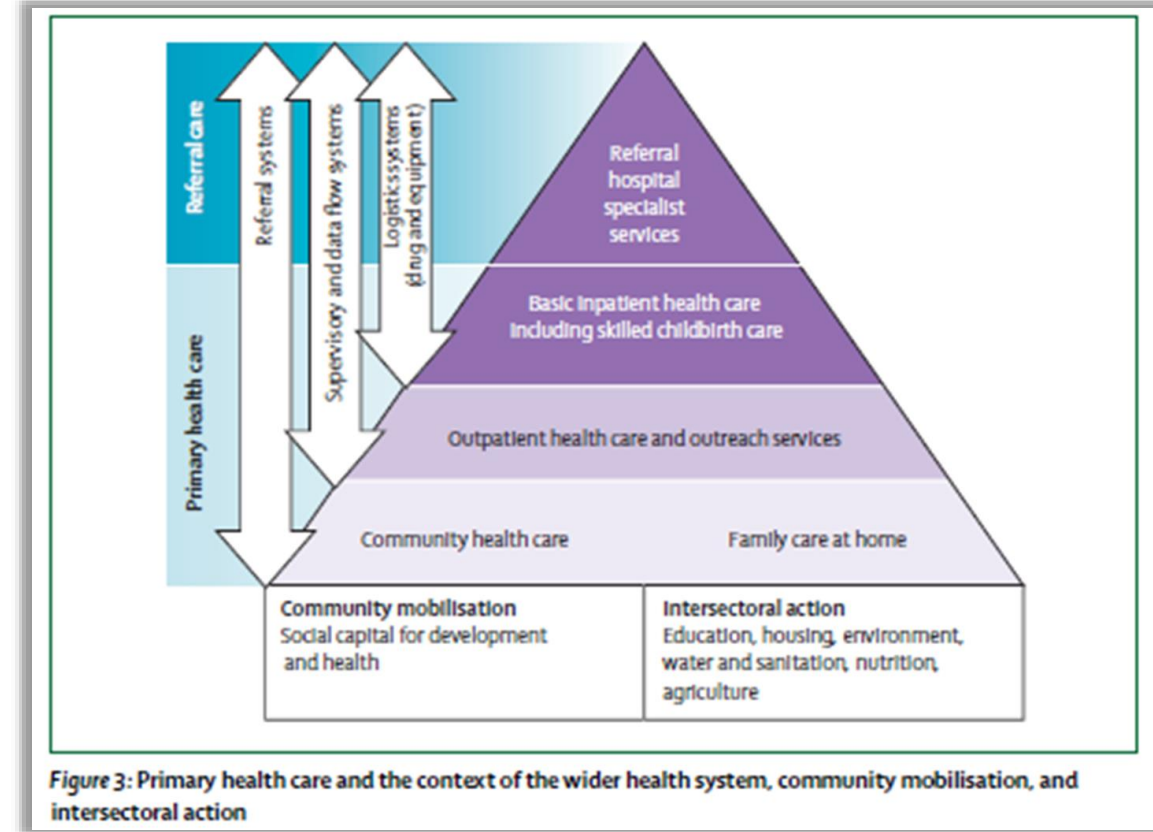 Referral care
Primary health care
Referral systems
Supervisory and data flow systems
Logistics systems
(drug and equipment)
Referral
hospital
specialist
services
Basic inpatient health care
including skilled childbirth care
Outpatient health care and outreach services
Community health care
Family care at home
Community mobilisation
Social capital for development
and health
Intersectoral action
Education, housing, environment,
water and sanitation, nutrition,
agriculture
Figure 3: Primary health care and the context of the wider health system, community mobilisation, and
intersectoral action